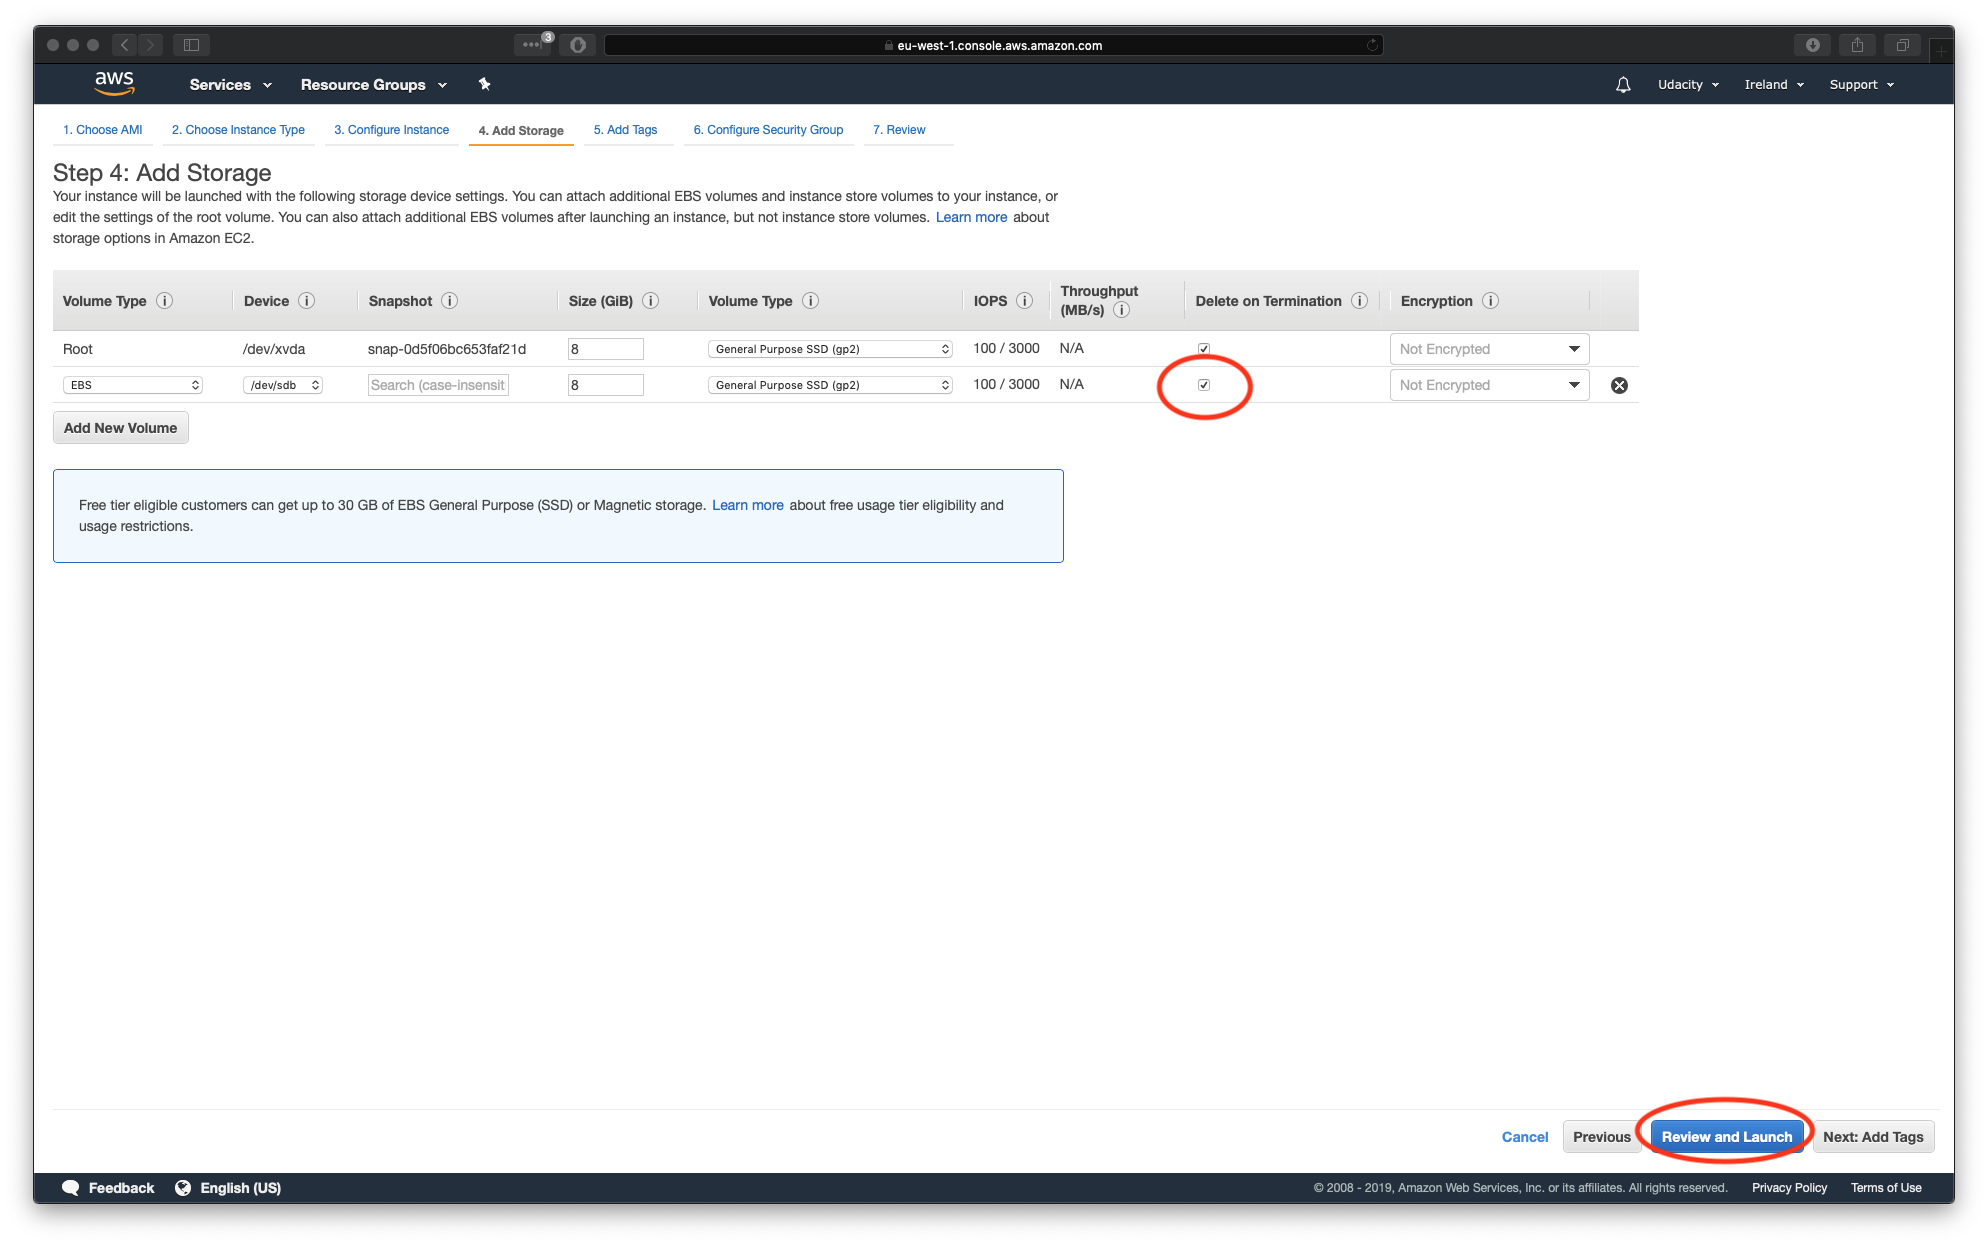 3
eu-west-1.console.aws.amazon.com
aws Services Resource Groups Udacity Ireland Support
1. Choose AMI 2. Choose Instance Type 3. Configure Instance 4. Add Storage 5. Add Tags 6. Configure Security Group 7. Review
Step 4: Add Storage
Your instance will be launched with the following storage device settings. You can attach additional EBS volumes and instance store volumes to your instance, or
edit the settings of the root volume. You can also attach additional EBS volumes after launching an instance, but not instance store volumes. Learn more about
storage options in Amazon EC2.
Volume Type i Device i Snapshot i Size (GiB) i Volume Type i IOPS i Throughput (MB/s) i Delete on Termination i Encryption i
Root /dev/xvda snap-0d5f06bc653faf21d 8 General Purpose SSD (gp2) 100 / 3000 N/A Not Encrypted
EBS /dev/sdb Search (case-insensit 8 General Purpose SSD (gp2) 100 / 3000 N/A Not Encrypted
Add New Volume
Free tier eligible customers can get up to 30 GB of EBS General Purpose (SSD) or Magnetic storage. Learn more about free usage tier eligibility and
usage restrictions.
Cancel Previous Review and Launch Next: Add Tags
Feedback English (US) © 2008 - 2019, Amazon Web Services, Inc. or its affiliates. All rights reserved. Privacy Policy Terms of Use